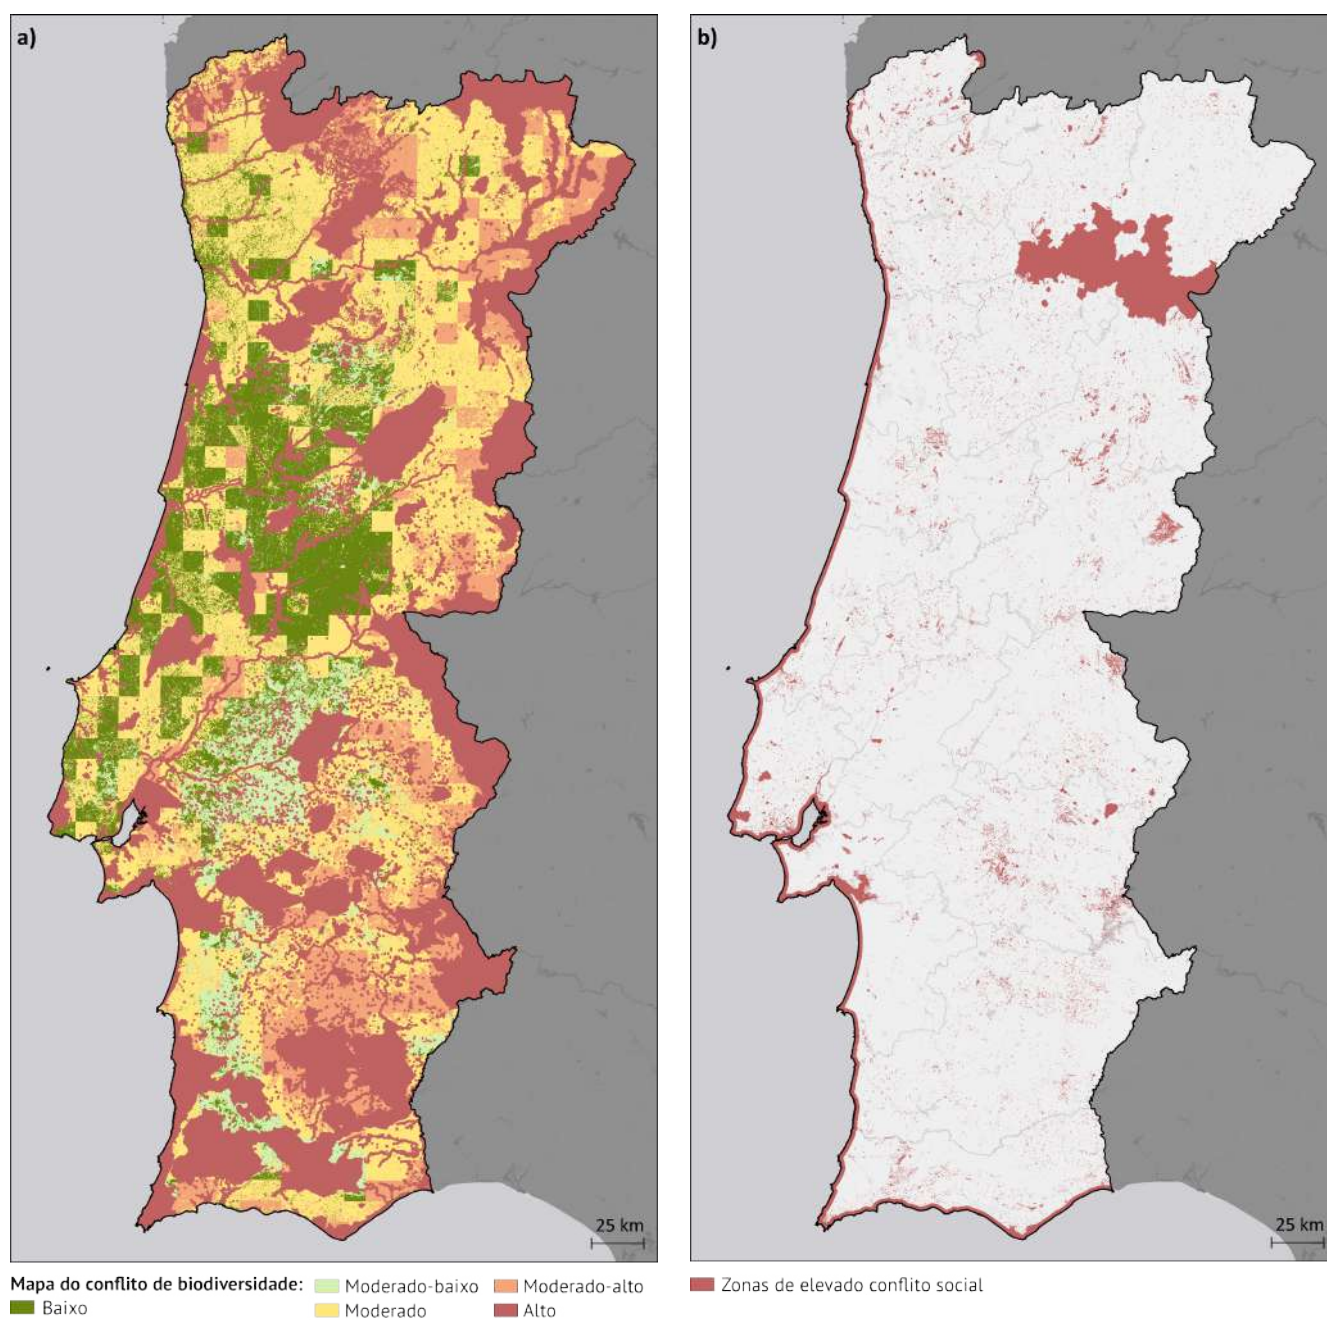 a)
b)
25 km
25 km
Mapa do conflito de biodiversidade:
Baixo
Moderado-baixo
Moderado
Moderado-alto
Alto
Zonas de elevado conflito social